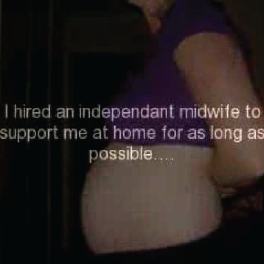 I hired an independant midwife to
support me at home for as long as
possible....